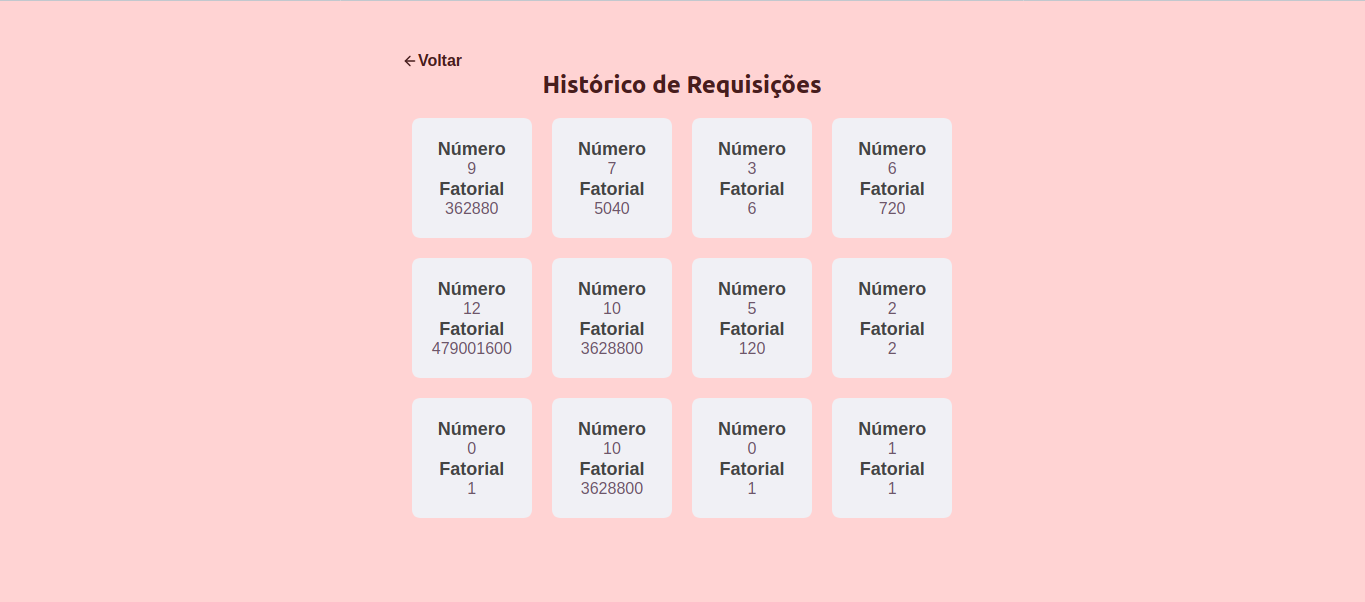 Voltar
Histórico de Requisições
Número
9
Fatorial
362880
Número
7
Fatorial
5040
Número
3
Fatorial
6
Número
6
Fatorial
720
Número
12
Fatorial
479001600
Número
10
Fatorial
3628800
Número
5
Fatorial
120
Número
2
Fatorial
2
Número
0
Fatorial
1
Número
10
Fatorial
3628800
Número
0
Fatorial
1
Número
1
Fatorial
1